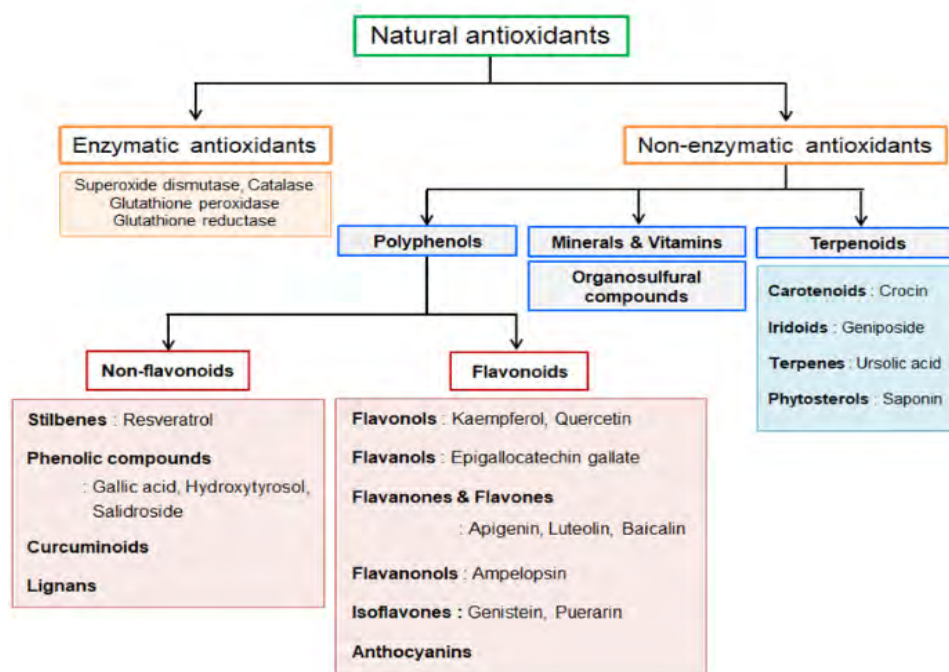 Natural antioxidants
Enzymatic antioxidants
Superoxide dismutase, Catalase
Glutathione peroxidase
Glutathione reductase
Non-enzymatic antioxidants
Polyphenols
Minerals & Vitamins
Organosulfural
compounds
Terpenoids
Carotenoids : Crocin
Iridoids : Geniposide
Terpenes : Ursolic acid
Phytosterols : Saponin
Non-flavonoids
Stilbenes : Resveratrol
Phenolic compounds
: Gallic acid, Hydroxytyrosol,
Salidroside
Curcuminoids
Lignans
Flavonoids
Flavonols : Kaempferol, Quercetin
Flavanols : Epigallocatechin gallate
Flavanones & Flavones
: Apigenin, Luteolin, Baicalin
Flavanonols : Ampelopsin
Isoflavones : Genistein, Puerarin
Anthocyanins